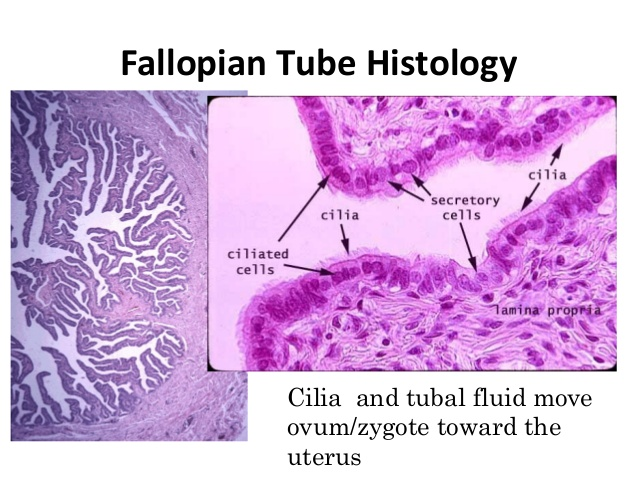 Fallopian Tube Histology
cilia
secretory
cells
cilia
ciliated
cells
lamina propria
Cilia and tubal fluid move
ovum/zygote toward the
uterus